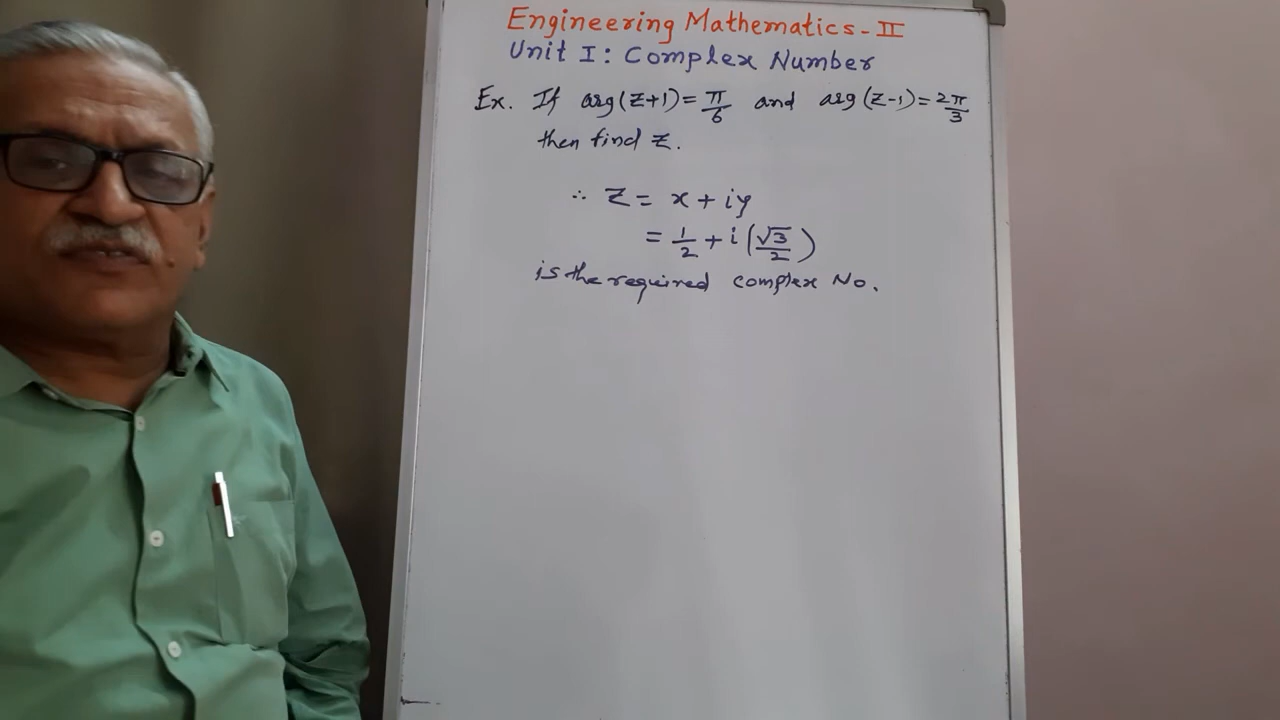 Engineering Mathematics - II
Unit I : Complex Number
Ex. If arg(z+1) = π/6 and arg(z-1) = 2π/3
then find z.
∴ z = x + iy
= 1/2 + i(√3/2)
is the required complex No.